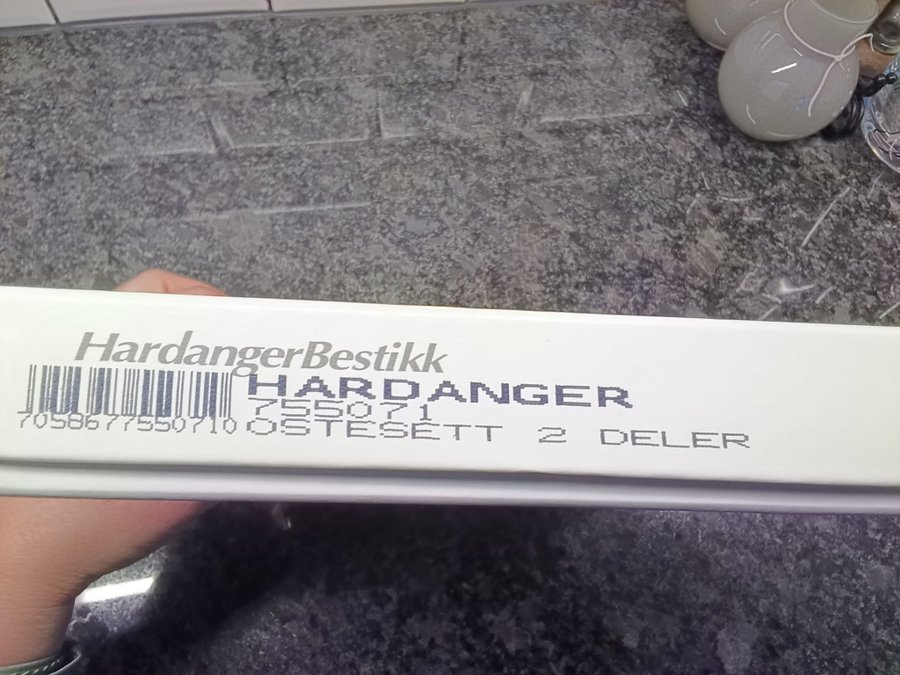 HardangerBestikk
HARDANGER
755071
7058677550710 OSTESETT 2 DELER